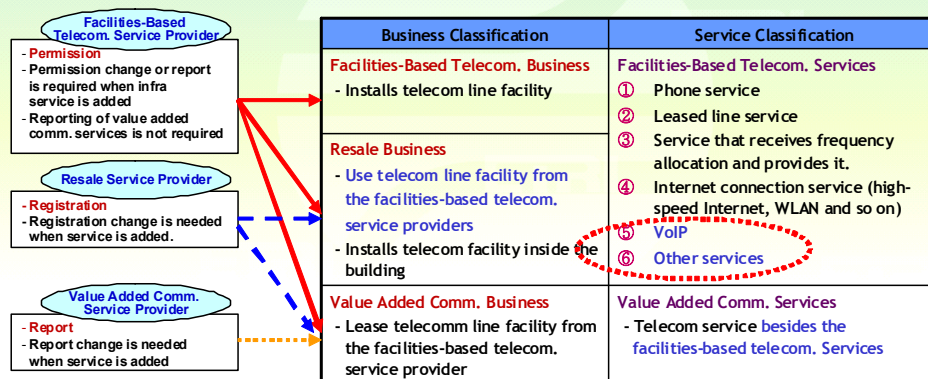 Facilities-Based
Telecom. Service Provider
- Permission
- Permission change or report
is required when infra
service is added
- Reporting of value added
comm. services is not required
Resale Service Provider
- Registration
- Registration change is needed
when service is added.
Value Added Comm.
Service Provider
- Report
- Report change is needed
when service is added
Business Classification
Facilities-Based Telecom. Business
- Installs telecom line facility
Resale Business
- Use telecom line facility from
the facilities-based telecom.
service providers
- Installs telecom facility inside the
building
Value Added Comm. Business
- Lease telecomm line facility from
the facilities-based telecom.
service provider
Service Classification
Facilities-Based Telecom. Services
① Phone service
② Leased line service
③ Service that receives frequency
allocation and provides it.
④ Internet connection service (high-
speed Internet, WLAN and so on)
⑤ VoIP
⑥ Other services
Value Added Comm. Services
- Telecom service besides the
facilities-based telecom. Services